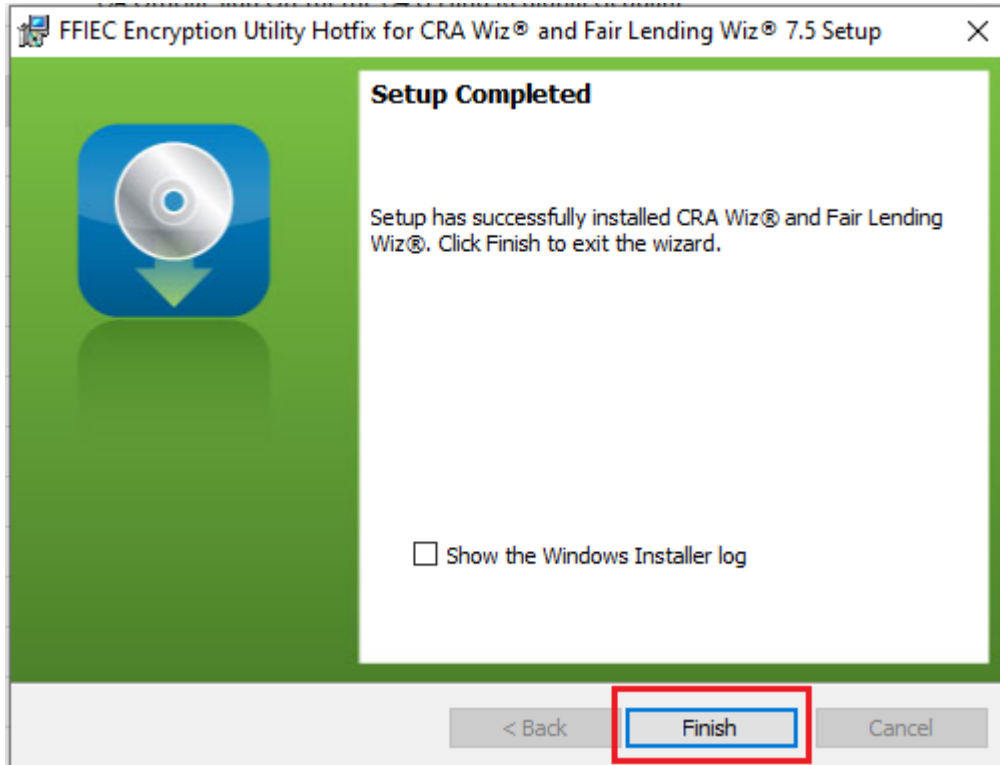 FFIEC Encryption Utility Hotfix for CRA Wiz® and Fair Lending Wiz® 7.5 Setup
Setup Completed
Setup has successfully installed CRA Wiz® and Fair Lending
Wiz®. Click Finish to exit the wizard.
Show the Windows Installer log
< Back
Finish
Cancel